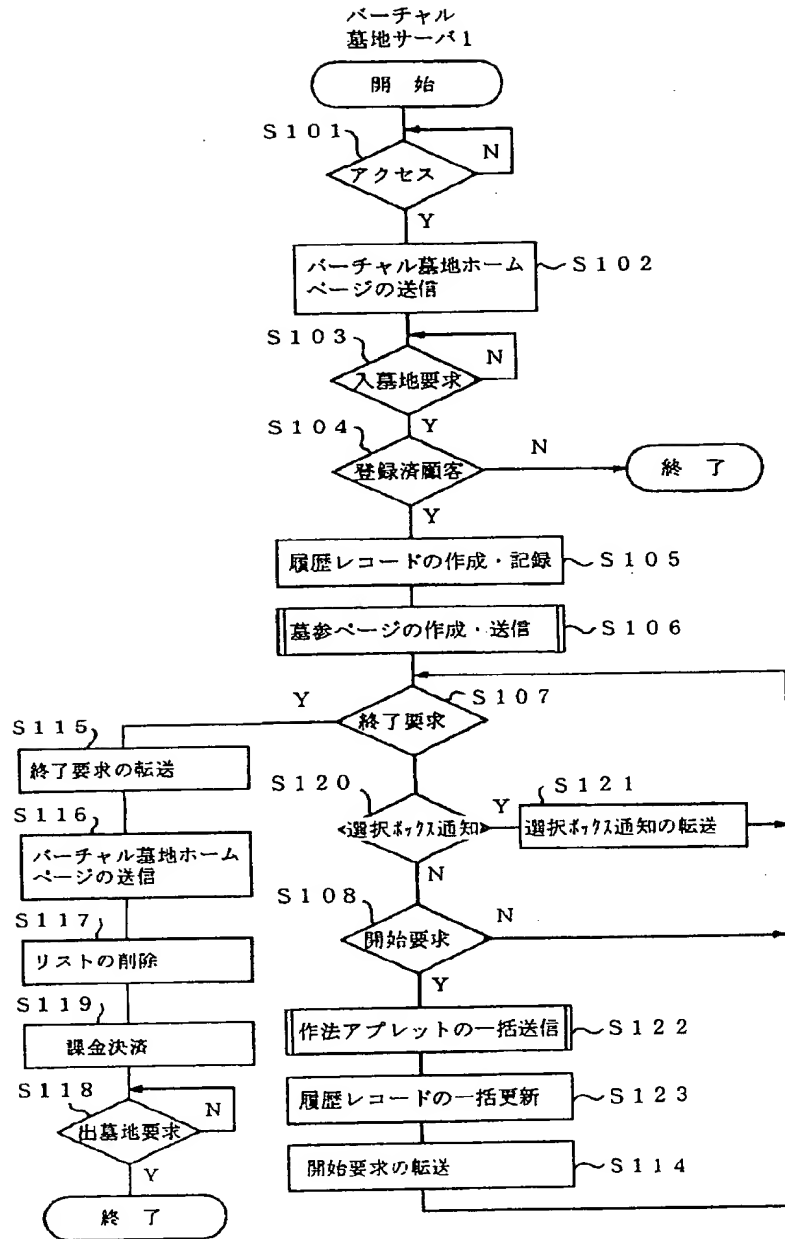 バーチャル
墓地サーバ1
開 始
S101
N
アクセス
Y
バーチャル墓地ホーム
ページの送信
S102
S103
N
入墓地要求
Y
S104
N
登録済顧客
終 了
Y
履歴レコードの作成・記録
S105
墓参ページの作成・送信
S106
Y
S107
終了要求
S115
終了要求の転送
S120
Y
S121
選択ボックス通知
選択ボックス通知の転送
S116
バーチャル墓地ホーム
ページの送信
N
S108
N
開始要求
Y
S117
リストの削除
作法アプレットの一括送信
S122
S119
課金決済
履歴レコードの一括更新
S123
S118
N
出墓地要求
開始要求の転送
S114
Y
終 了